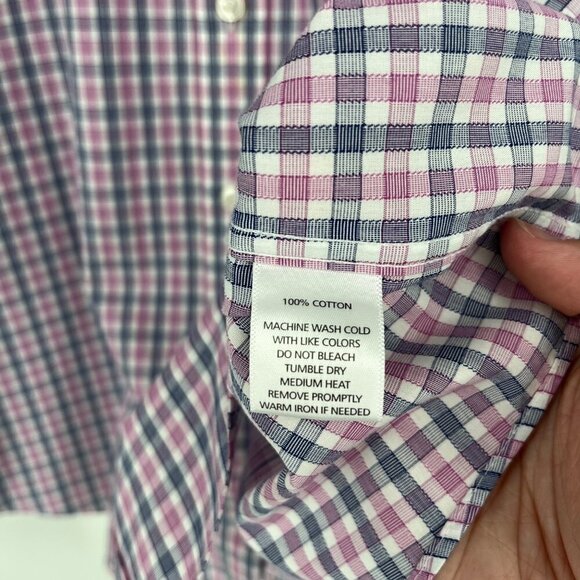 100% COTTON
MACHINE WASH COLD
WITH LIKE COLORS
DO NOT BLEACH
TUMBLE DRY
MEDIUM HEAT
REMOVE PROMPTLY
WARM IRON IF NEEDED